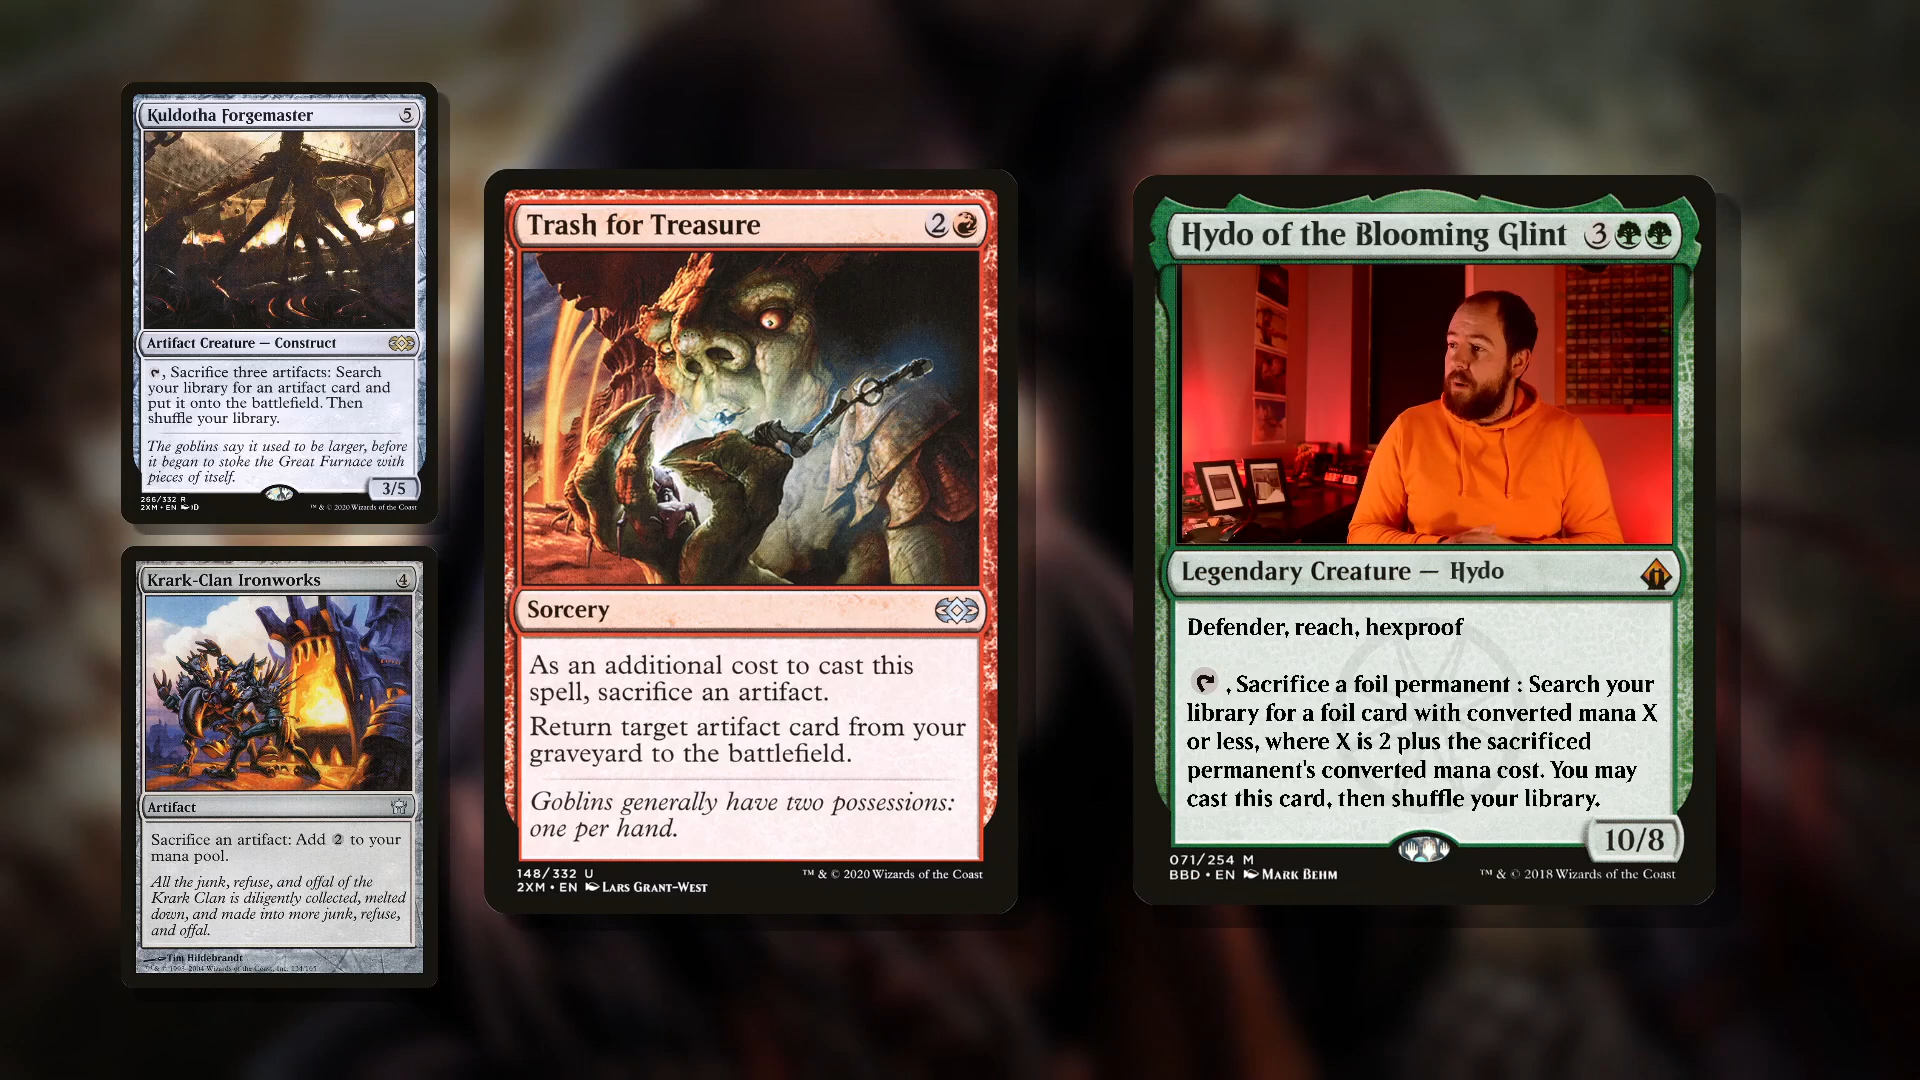 Kuldotha Forgemaster 5
Artifact Creature — Construct
, Sacrifice three artifacts: Search
your library for an artifact card and
put it onto the battlefield. Then
shuffle your library.
The goblins say it used to be larger, before
it began to stoke the Great Furnace with
pieces of itself.
3/5
266/332 R
2XM • EN
™ & © 2020 Wizards of the Coast
Krark-Clan Ironworks 4
Artifact
Sacrifice an artifact: Add 2 to your
mana pool.
All the junk, refuse, and offal of the
Krark Clan is diligently collected, melted
down, and made into more junk, refuse,
and offal.
Tim Hildebrandt
Trash for Treasure 2
Sorcery
As an additional cost to cast this
spell, sacrifice an artifact.
Return target artifact card from your
graveyard to the battlefield.
Goblins generally have two possessions:
one per hand.
148/332 U
2XM • EN Lars Grant-West
™ & © 2020 Wizards of the Coast
Hydo of the Blooming Glint 3
Legendary Creature — Hydo
Defender, reach, hexproof
, Sacrifice a foil permanent : Search your
library for a foil card with converted mana X
or less, where X is 2 plus the sacrificed
permanent's converted mana cost. You may
cast this card, then shuffle your library.
10/8
071/254 M
BBD • EN Mark Behm
™ & © 2018 Wizards of the Coast